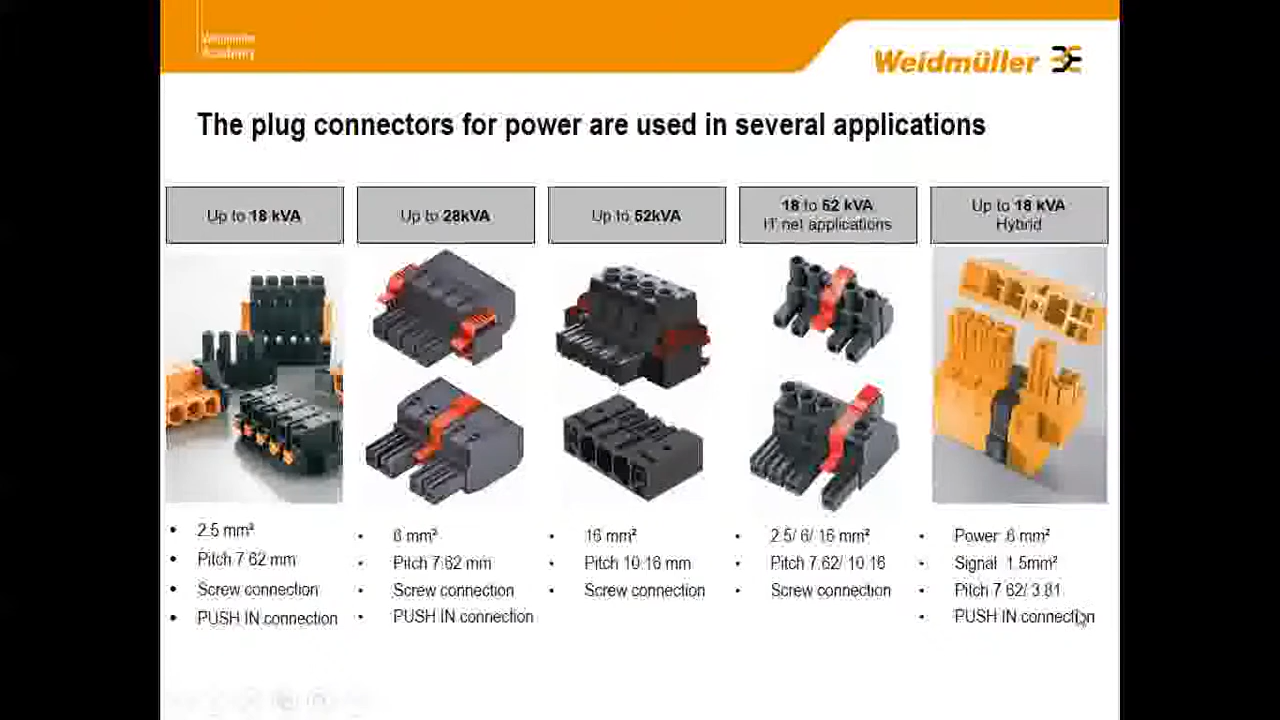 Weidmüller
Academy
Weidmüller
The plug connectors for power are used in several applications
Up to 18 kVA
Up to 28kVA
Up to 52kVA
18 to 52 kVA
IT net applications
Up to 18 kVA
Hybrid
• 2.5 mm²
• Pitch 7.62 mm
• Screw connection
• PUSH IN connection
• 6 mm²
• Pitch 7.62 mm
• Screw connection
• PUSH IN connection
• 16 mm²
• Pitch 10.16 mm
• Screw connection
• 2.5/ 6/ 16 mm²
• Pitch 7.62/ 10.16
• Screw connection
• Power 6 mm²
• Signal 1.5mm²
• Pitch 7.62/ 3.81
• PUSH IN connection